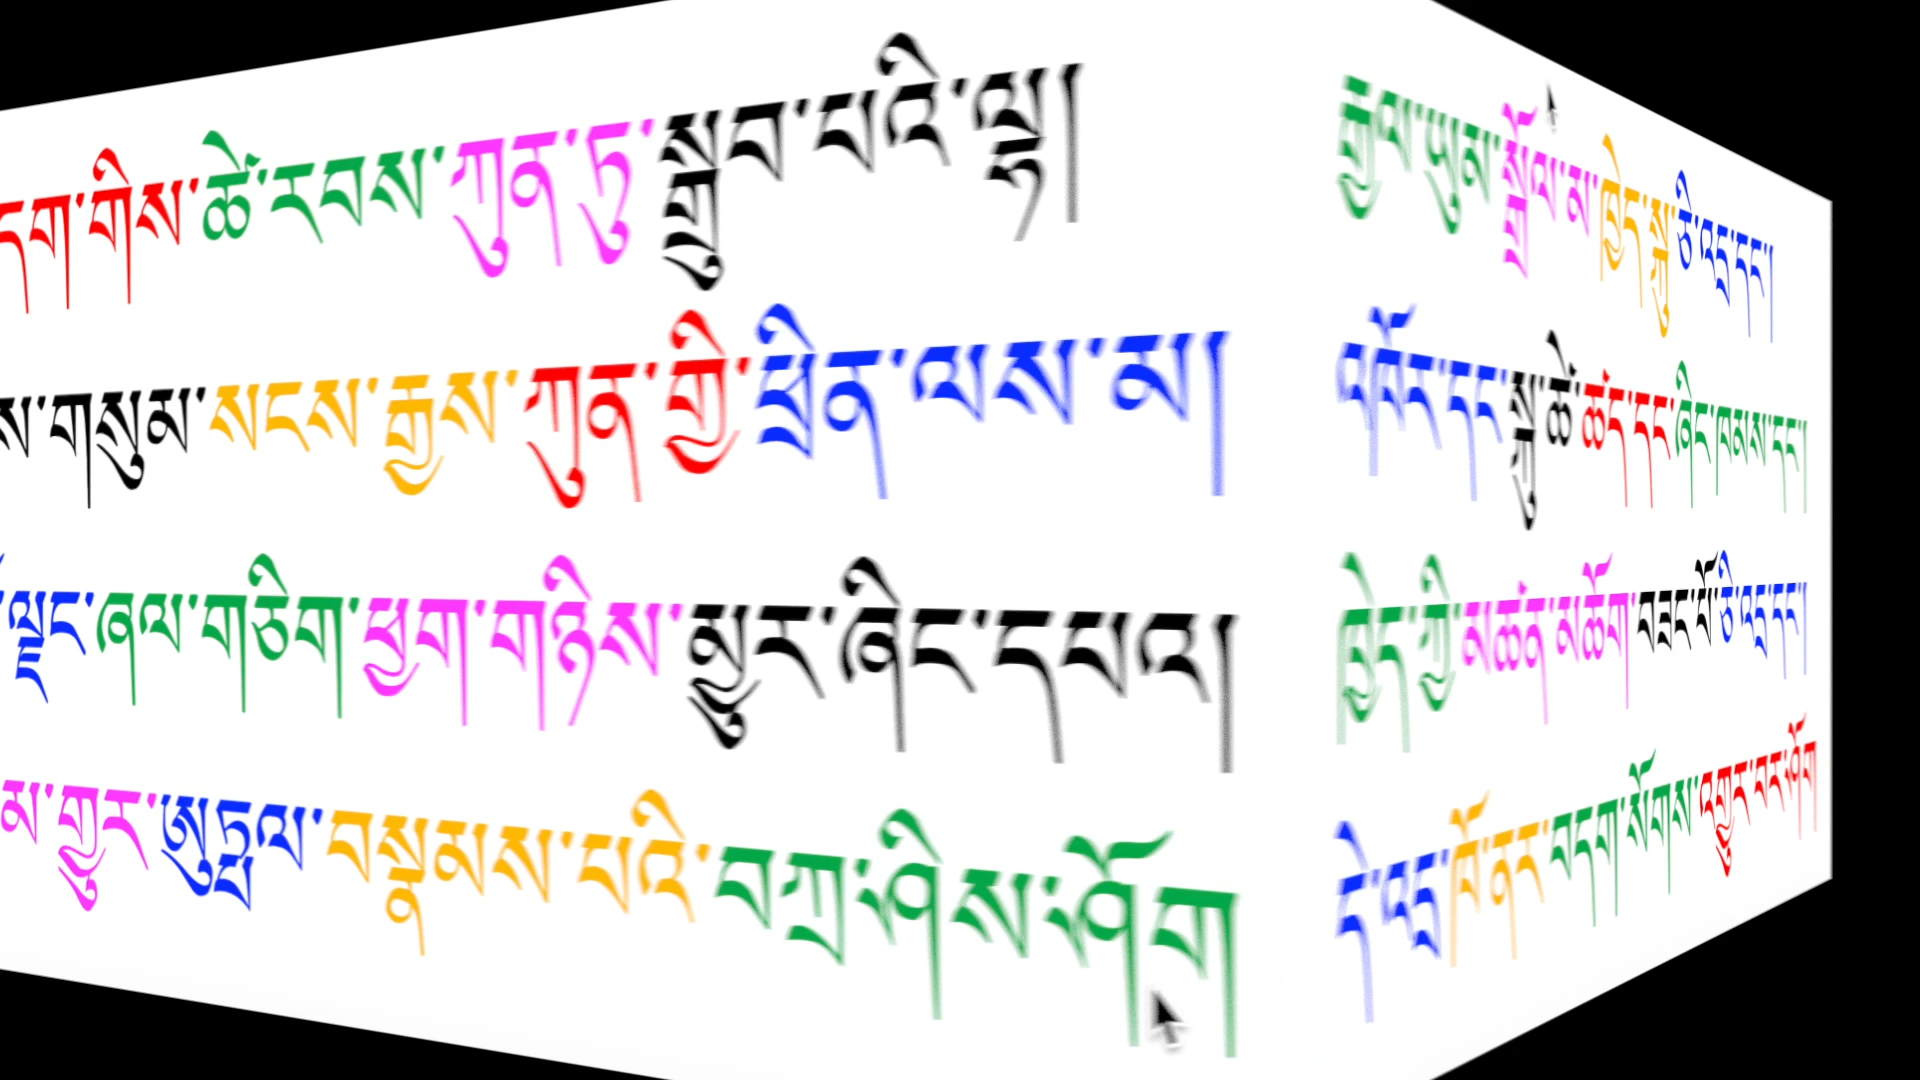 དག་གིས་ཚེ་རབས་ཀུན་ཏུ་སྒྲུབ་པའི་ལྷ།
ས་གསུམ་སངས་རྒྱས་ཀུན་གྱི་ཕྲིན་ལས་མ།
ལྗང་ཞལ་གཅིག་ཕྱག་གཉིས་མྱུར་ཞིང་དཔའ།
མ་གྱུར་ཨུཏྤལ་བསྣམས་པའི་བཀྲ་ཤིས་ཤོག
རྒྱལ་ཡུམ་སྒྲོལ་མ་ཁྱེད་སྐུ་ཅི་འདྲ་དང་།
འཁོར་དང་སྐུ་ཚེ་ཚད་དང་ཞིང་ཁམས་དང་།
ཁྱེད་ཀྱི་མཚན་མཆོག་བཟང་པོ་ཅི་འདྲ་དང་།
དེ་འདྲ་ཁོ་ནར་བདག་སོགས་འགྱུར་བར་ཤོག